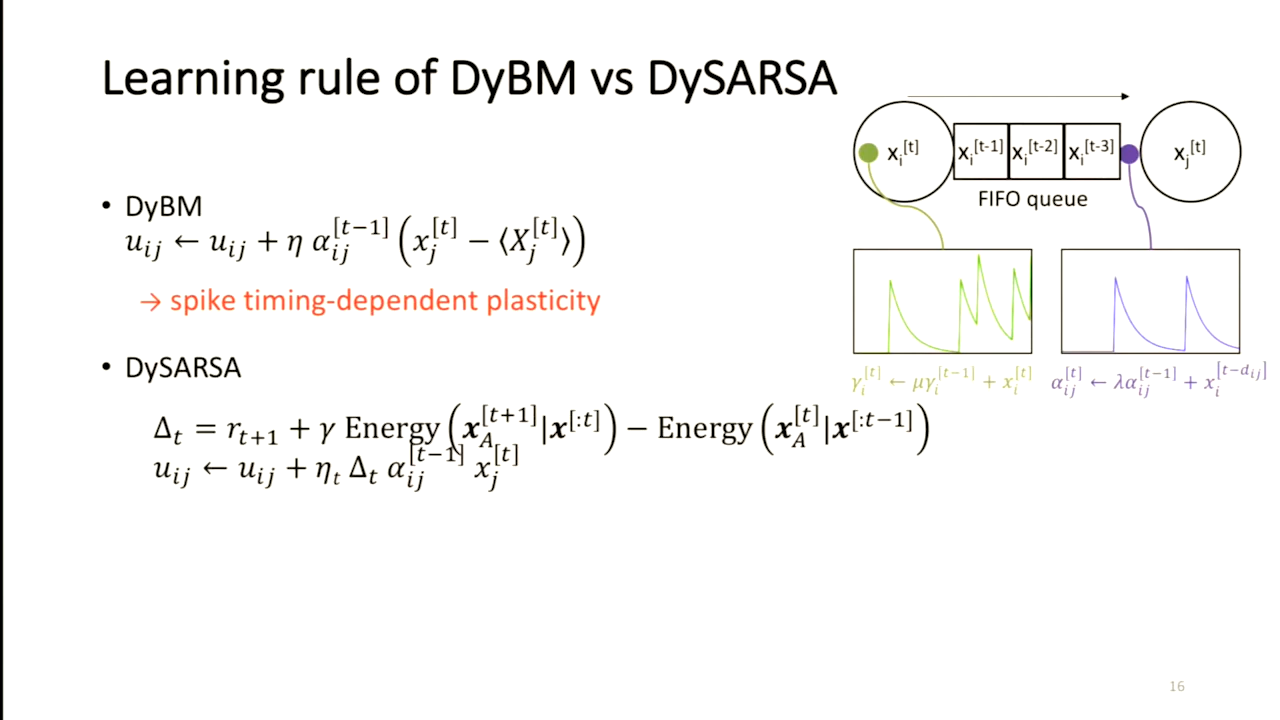 Learning rule of DyBM vs DySARSA
x_i^[t] x_i^[t-1] x_i^[t-2] x_i^[t-3] x_j^[t]
FIFO queue
• DyBM
u_ij ← u_ij + η α_ij^[t−1] (x_j^[t] − ⟨X_j^[t]⟩)
→ spike timing-dependent plasticity
γ_i^[t] ← μγ_i^[t−1] + x_i^[t]
α_ij^[t] ← λα_ij^[t−1] + x_i^[t−d_ij]
• DySARSA
Δ_t = r_t+1 + γ Energy(x_A^[t+1]|x^[:t]) − Energy(x_A^[t]|x^[:t−1])
u_ij ← u_ij + η_t Δ_t α_ij^[t−1] x_j^[t]
16